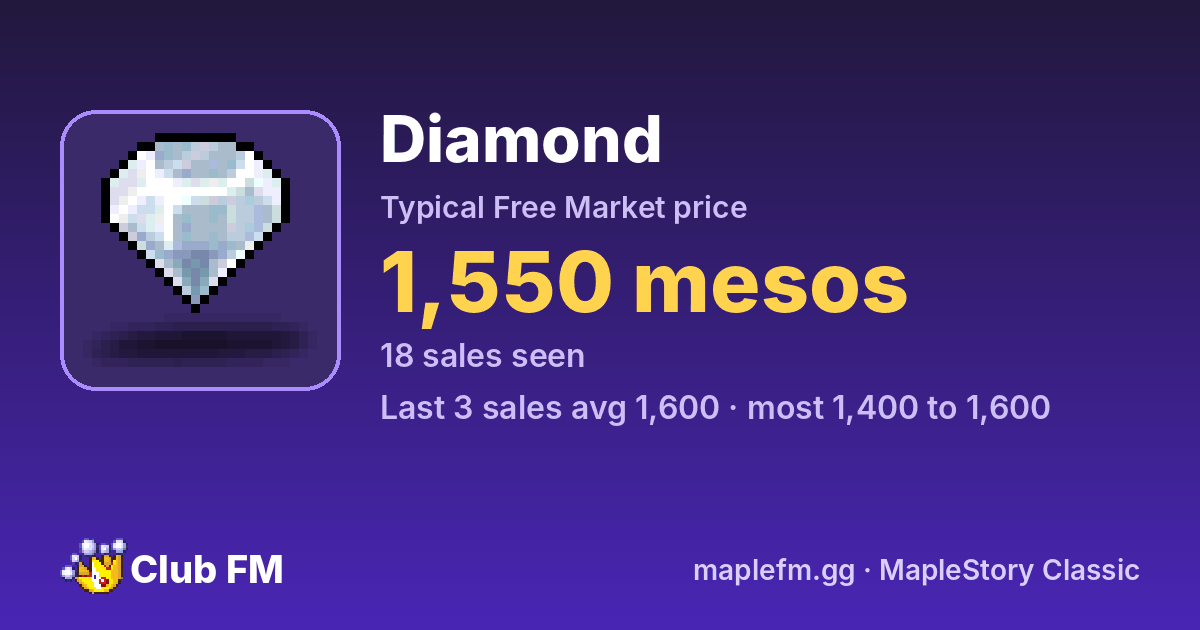 Diamond
Typical Free Market price
1,550 mesos
18 sales seen
Last 3 sales avg 1,600 · most 1,400 to 1,600
Club FM
maplefm.gg · MapleStory Classic